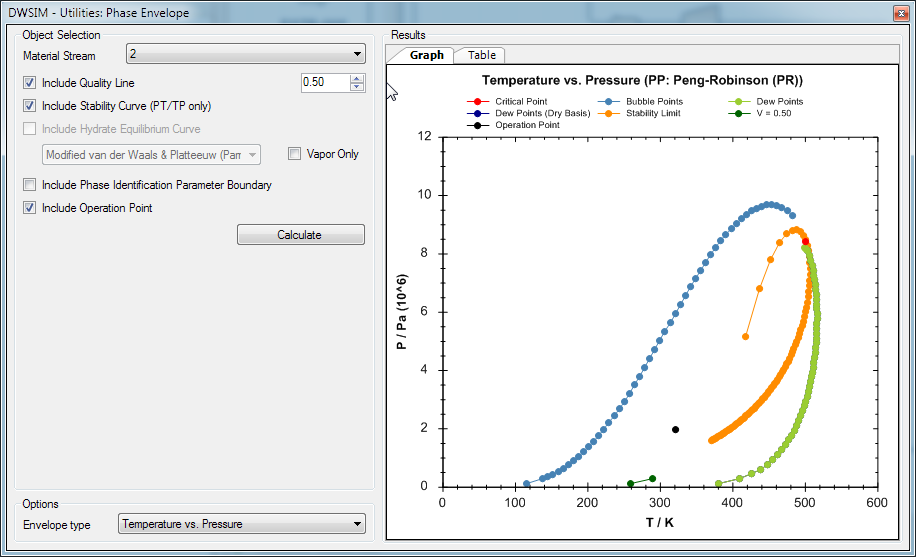 DWSIM - Utilities: Phase Envelope
Object Selection
Material Stream 2
Include Quality Line 0.50
Include Stability Curve (PT/TP only)
Include Hydrate Equilibrium Curve
Modified van der Waals & Platteeuw (Parr
Vapor Only
Include Phase Identification Parameter Boundary
Include Operation Point
Calculate
Options
Envelope type Temperature vs. Pressure
Results
Graph Table
Temperature vs. Pressure (PP: Peng-Robinson (PR))
Critical Point Bubble Points Dew Points
Dew Points (Dry Basis) Stability Limit V = 0.50
Operation Point
12
10
8
6
4
2
0
P / Pa (10^6)
0 100 200 300 400 500 600
T / K